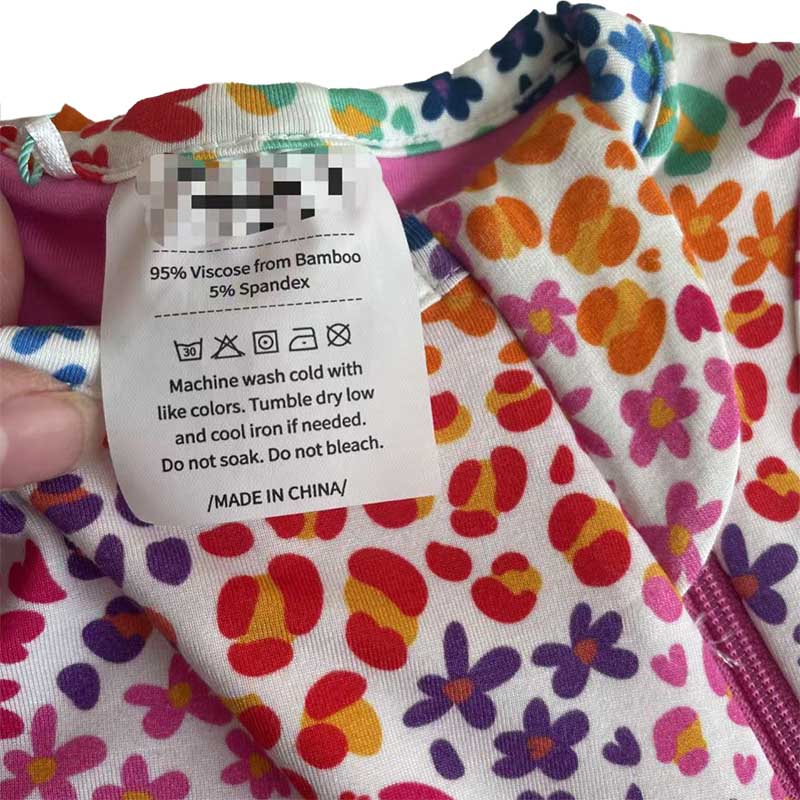 95% Viscose from Bamboo
5% Spandex
30
Machine wash cold with
like colors. Tumble dry low
and cool iron if needed.
Do not soak. Do not bleach.
/MADE IN CHINA/